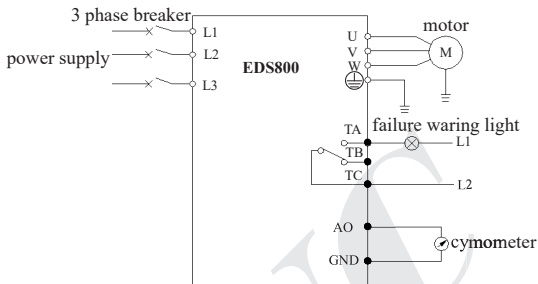 3 phase breaker
L1
power supply
L2
L3
EDS800
U
V
W
motor
M
TA
failure waring light
L1
TB
TC
L2
AO
cymometer
GND